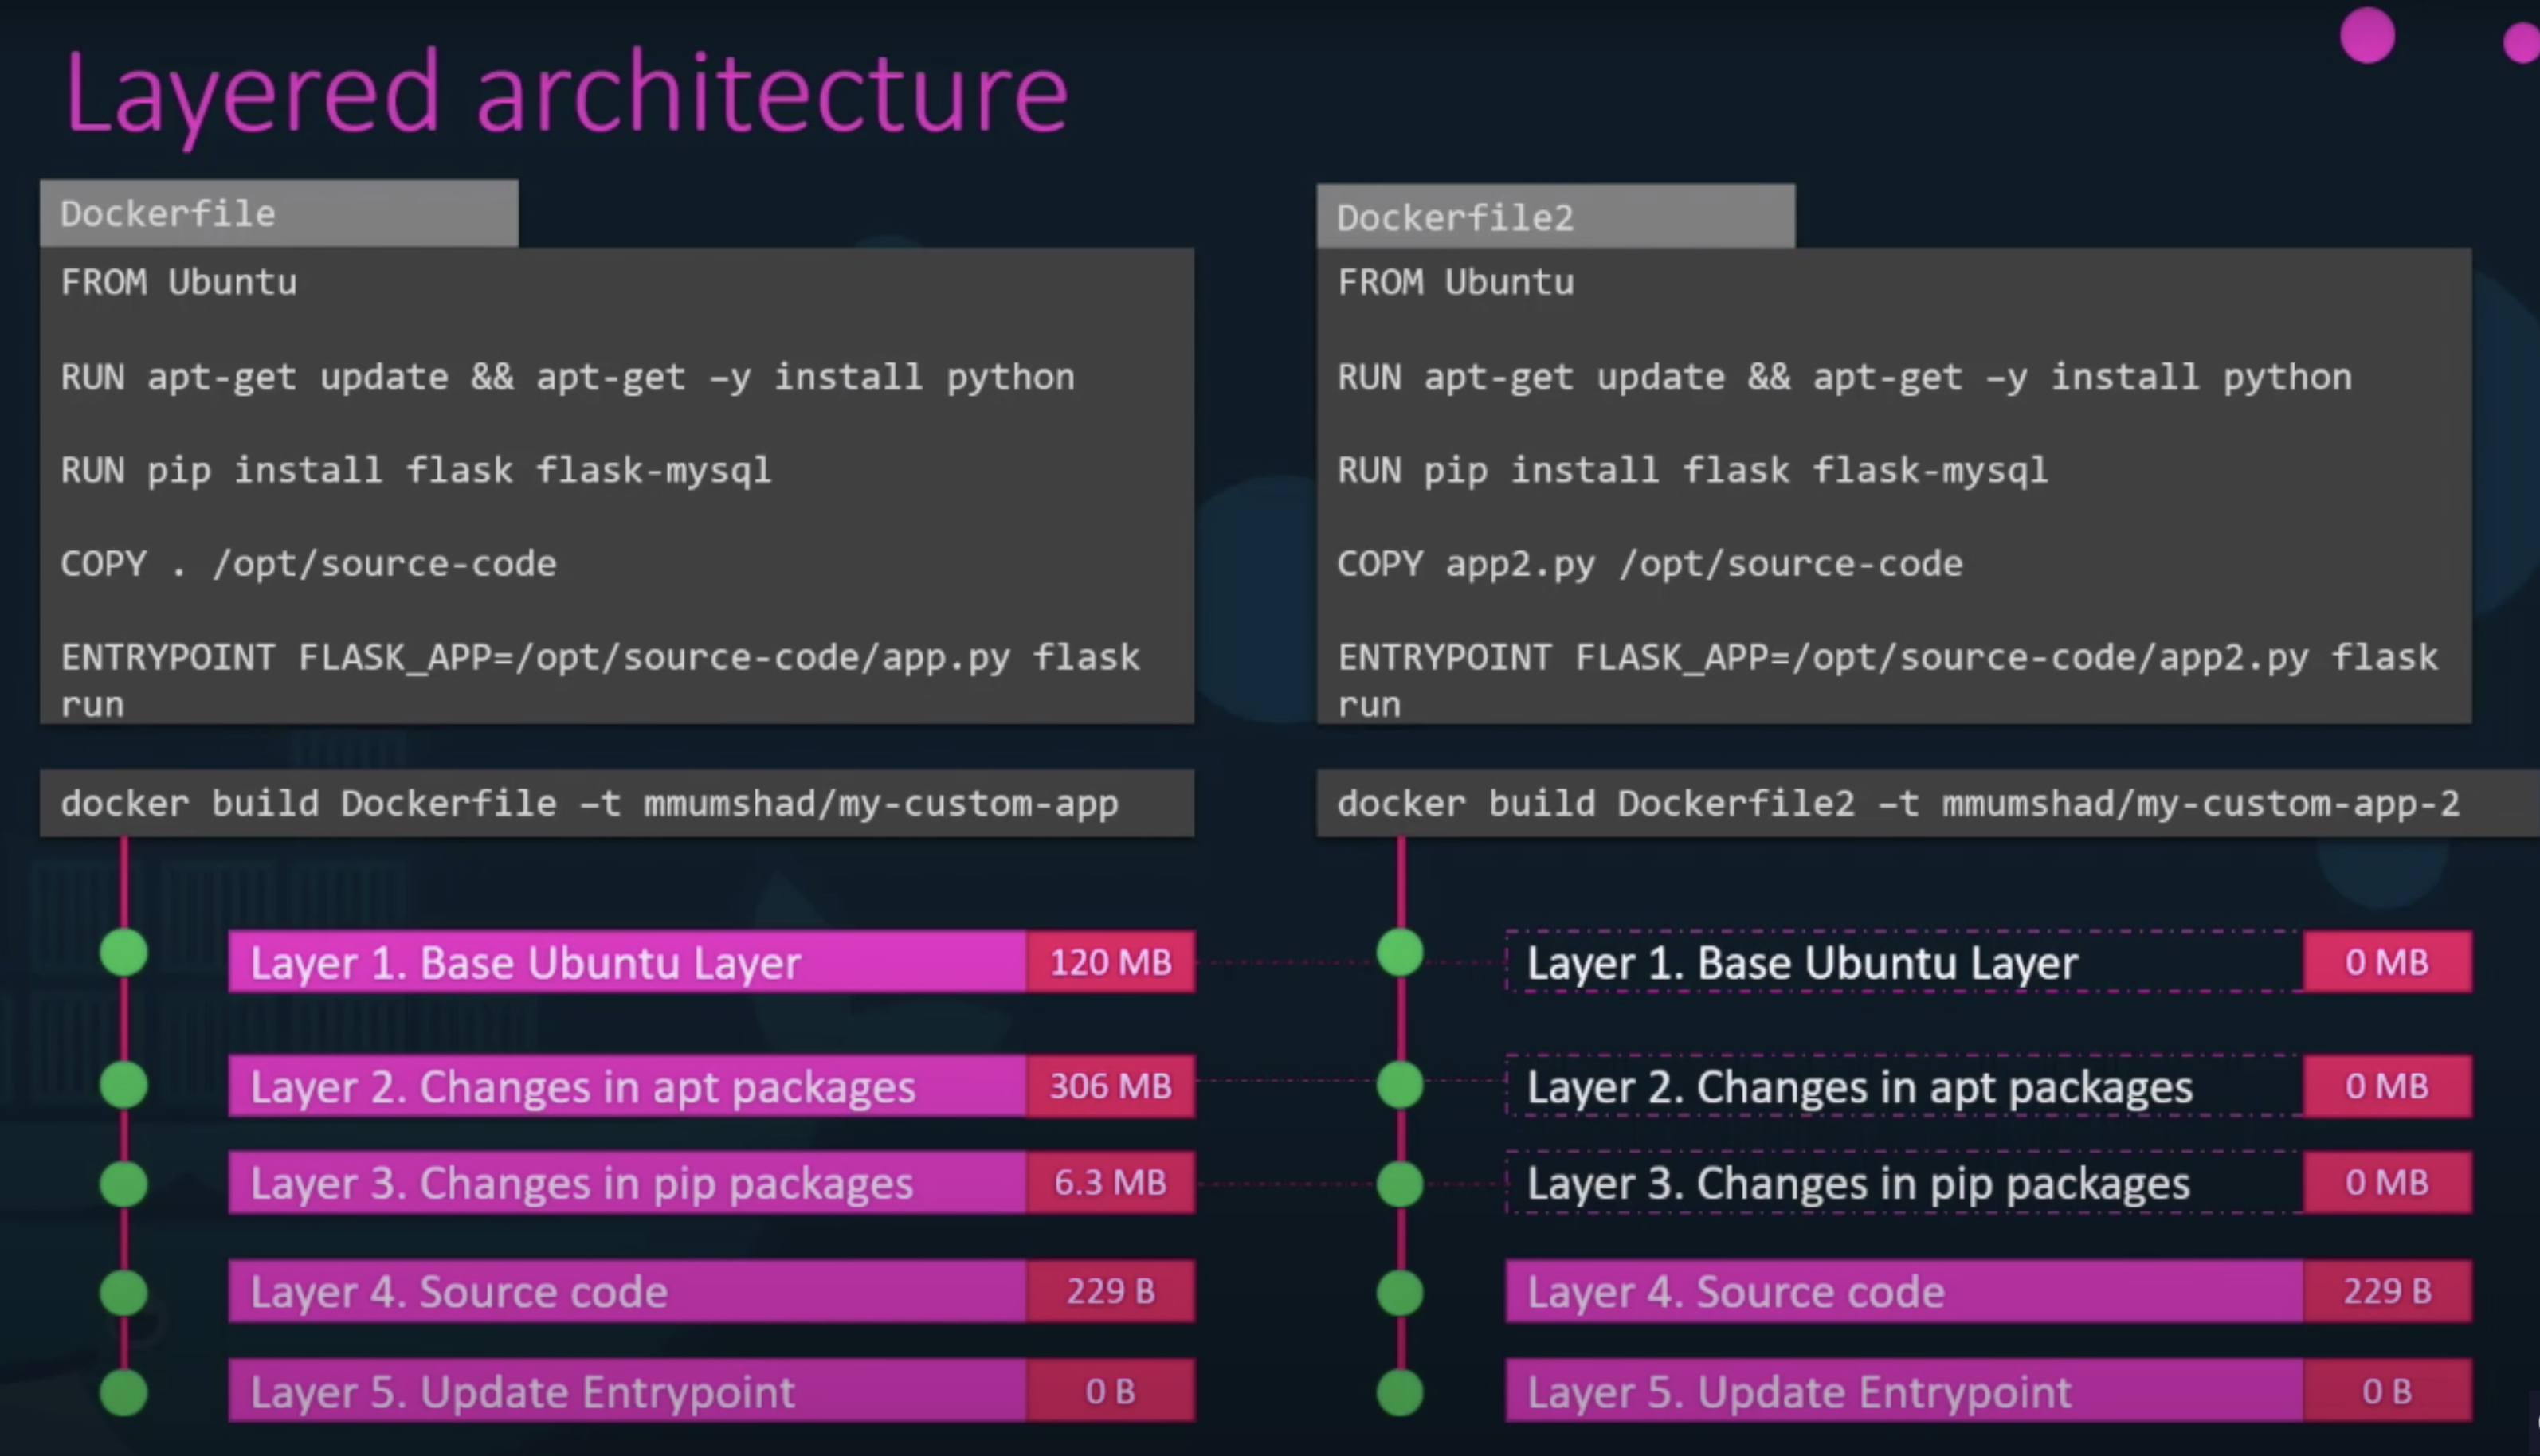 Layered architecture
Dockerfile
FROM Ubuntu
RUN apt-get update && apt-get –y install python
RUN pip install flask flask-mysql
COPY . /opt/source-code
ENTRYPOINT FLASK_APP=/opt/source-code/app.py flask
run
docker build Dockerfile –t mmumshad/my-custom-app
Layer 1. Base Ubuntu Layer 120 MB
Layer 2. Changes in apt packages 306 MB
Layer 3. Changes in pip packages 6.3 MB
Layer 4. Source code 229 B
Layer 5. Update Entrypoint 0 B
Dockerfile2
FROM Ubuntu
RUN apt-get update && apt-get –y install python
RUN pip install flask flask-mysql
COPY app2.py /opt/source-code
ENTRYPOINT FLASK_APP=/opt/source-code/app2.py flask
run
docker build Dockerfile2 –t mmumshad/my-custom-app-2
Layer 1. Base Ubuntu Layer 0 MB
Layer 2. Changes in apt packages 0 MB
Layer 3. Changes in pip packages 0 MB
Layer 4. Source code 229 B
Layer 5. Update Entrypoint 0 B